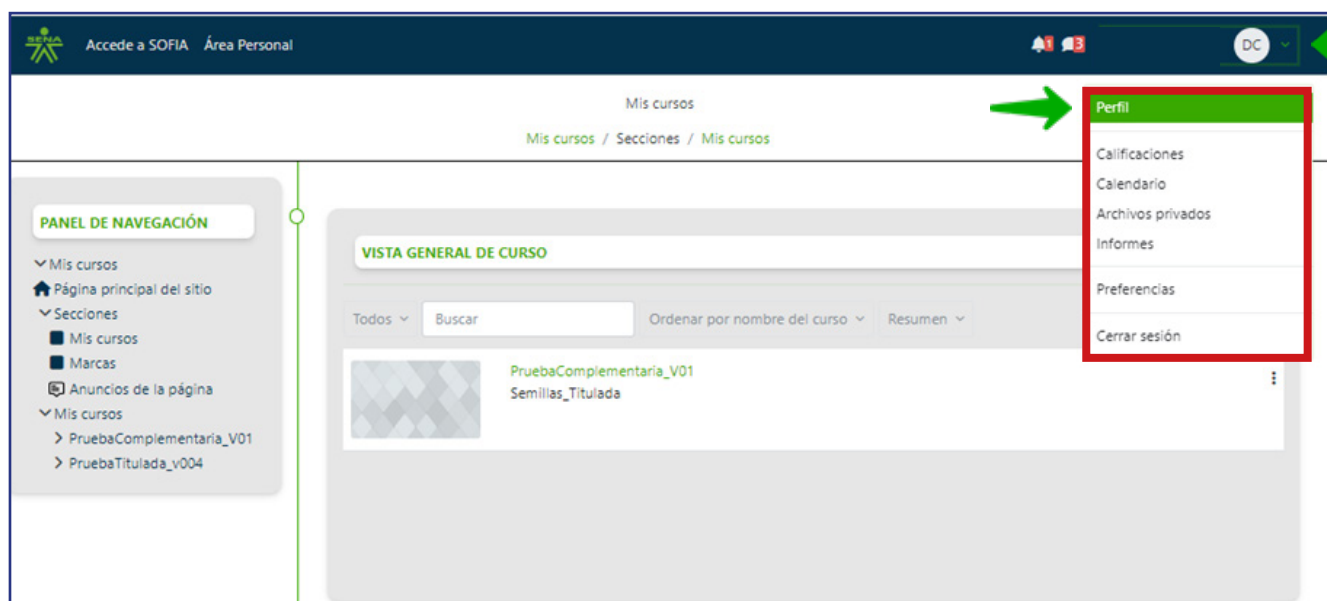 SENA
Accede a SOFIA Área Personal
1 3
DC
Mis cursos
Mis cursos / Secciones / Mis cursos
Perfil
Calificaciones
Calendario
Archivos privados
Informes
Preferencias
Cerrar sesión
PANEL DE NAVEGACIÓN
Mis cursos
Página principal del sitio
Secciones
Mis cursos
Marcas
Anuncios de la página
Mis cursos
PruebaComplementaria_V01
PruebaTitulada_v004
VISTA GENERAL DE CURSO
Todos Buscar Ordenar por nombre del curso Resumen
PruebaComplementaria_V01
Semillas_Titulada